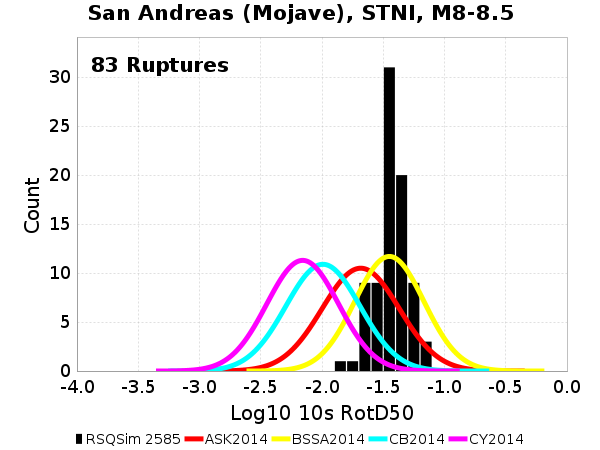 San Andreas (Mojave), STNI, M8-8.5
83 Ruptures
30
25
20
15
10
5
0
Count
-4.0 -3.5 -3.0 -2.5 -2.0 -1.5 -1.0 -0.5 0.0
Log10 10s RotD50
RSQSim 2585 ASK2014 BSSA2014 CB2014 CY2014